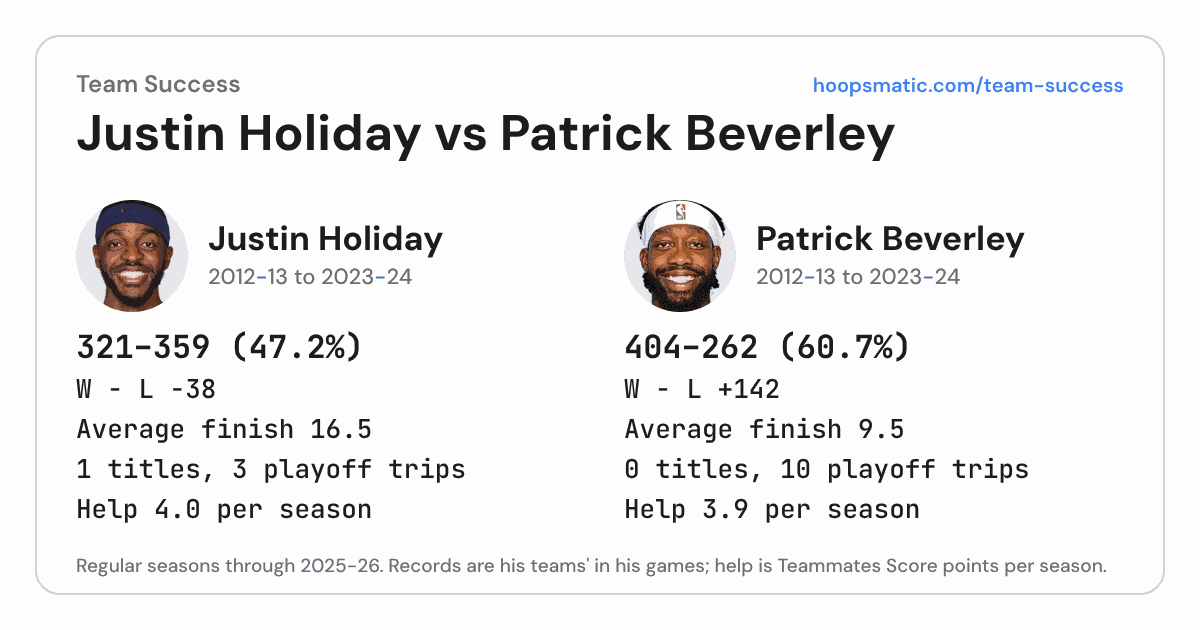 Team Success
hoopsmatic.com/team-success
Justin Holiday vs Patrick Beverley
Justin Holiday
2012-13 to 2023-24
321-359 (47.2%)
W - L -38
Average finish 16.5
1 titles, 3 playoff trips
Help 4.0 per season
Patrick Beverley
2012-13 to 2023-24
404-262 (60.7%)
W - L +142
Average finish 9.5
0 titles, 10 playoff trips
Help 3.9 per season
Regular seasons through 2025-26. Records are his teams' in his games; help is Teammates Score points per season.